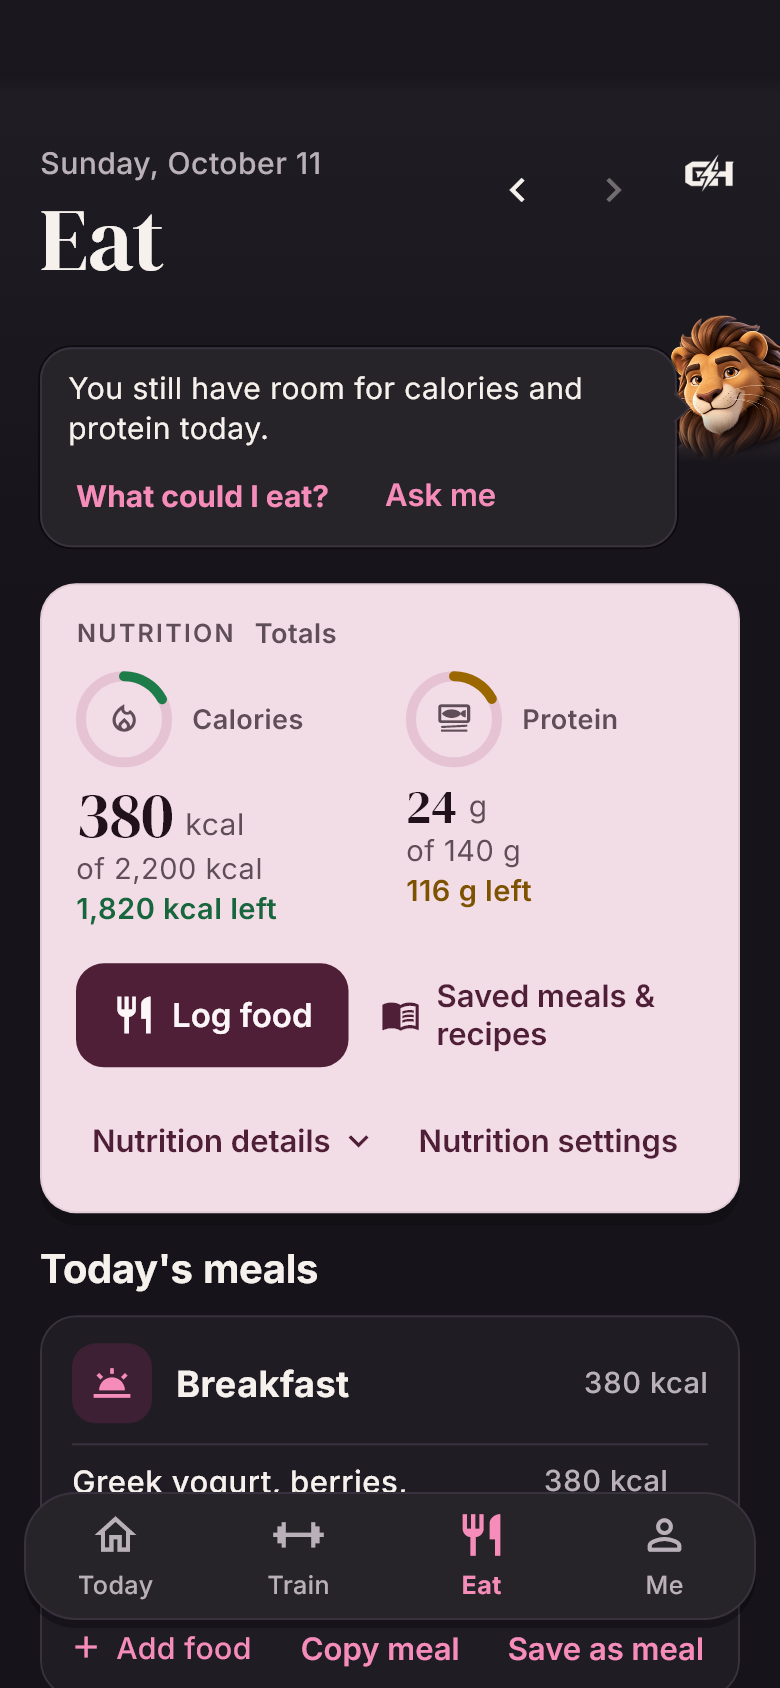 Sunday, October 11
GH
Eat
You still have room for calories and
protein today.
What could I eat? Ask me
NUTRITION Totals
Calories
Protein
380 kcal
of 2,200 kcal
1,820 kcal left
24 g
of 140 g
116 g left
Log food
Saved meals &
recipes
Nutrition details
Nutrition settings
Today's meals
Breakfast 380 kcal
Greek yogurt, berries, 380 kcal
Today Train Eat Me
+ Add food Copy meal Save as meal